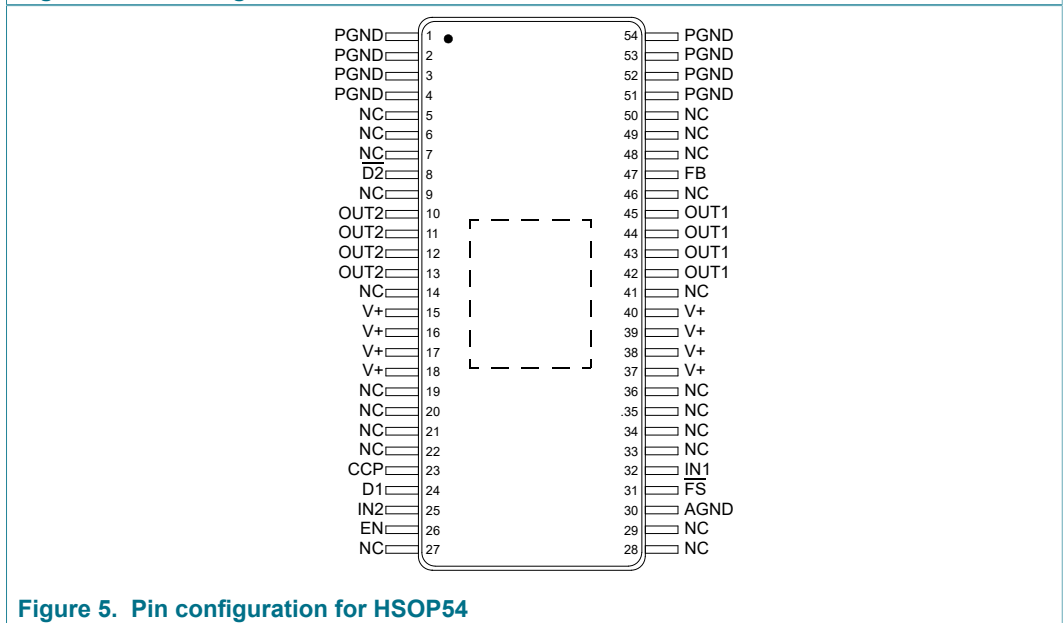 PGND 1 54 PGND
PGND 2 53 PGND
PGND 3 52 PGND
PGND 4 51 PGND
NC 5 50 NC
NC 6 49 NC
NC 7 48 NC
D2 8 47 FB
NC 9 46 NC
OUT2 10 45 OUT1
OUT2 11 44 OUT1
OUT2 12 43 OUT1
OUT2 13 42 OUT1
NC 14 41 NC
V+ 15 40 V+
V+ 16 39 V+
V+ 17 38 V+
V+ 18 37 V+
NC 19 36 NC
NC 20 .35 NC
NC 21 34 NC
NC 22 33 NC
CCP 23 32 IN1
D1 24 31 FS
IN2 25 30 AGND
EN 26 29 NC
NC 27 28 NC
Figure 5. Pin configuration for HSOP54